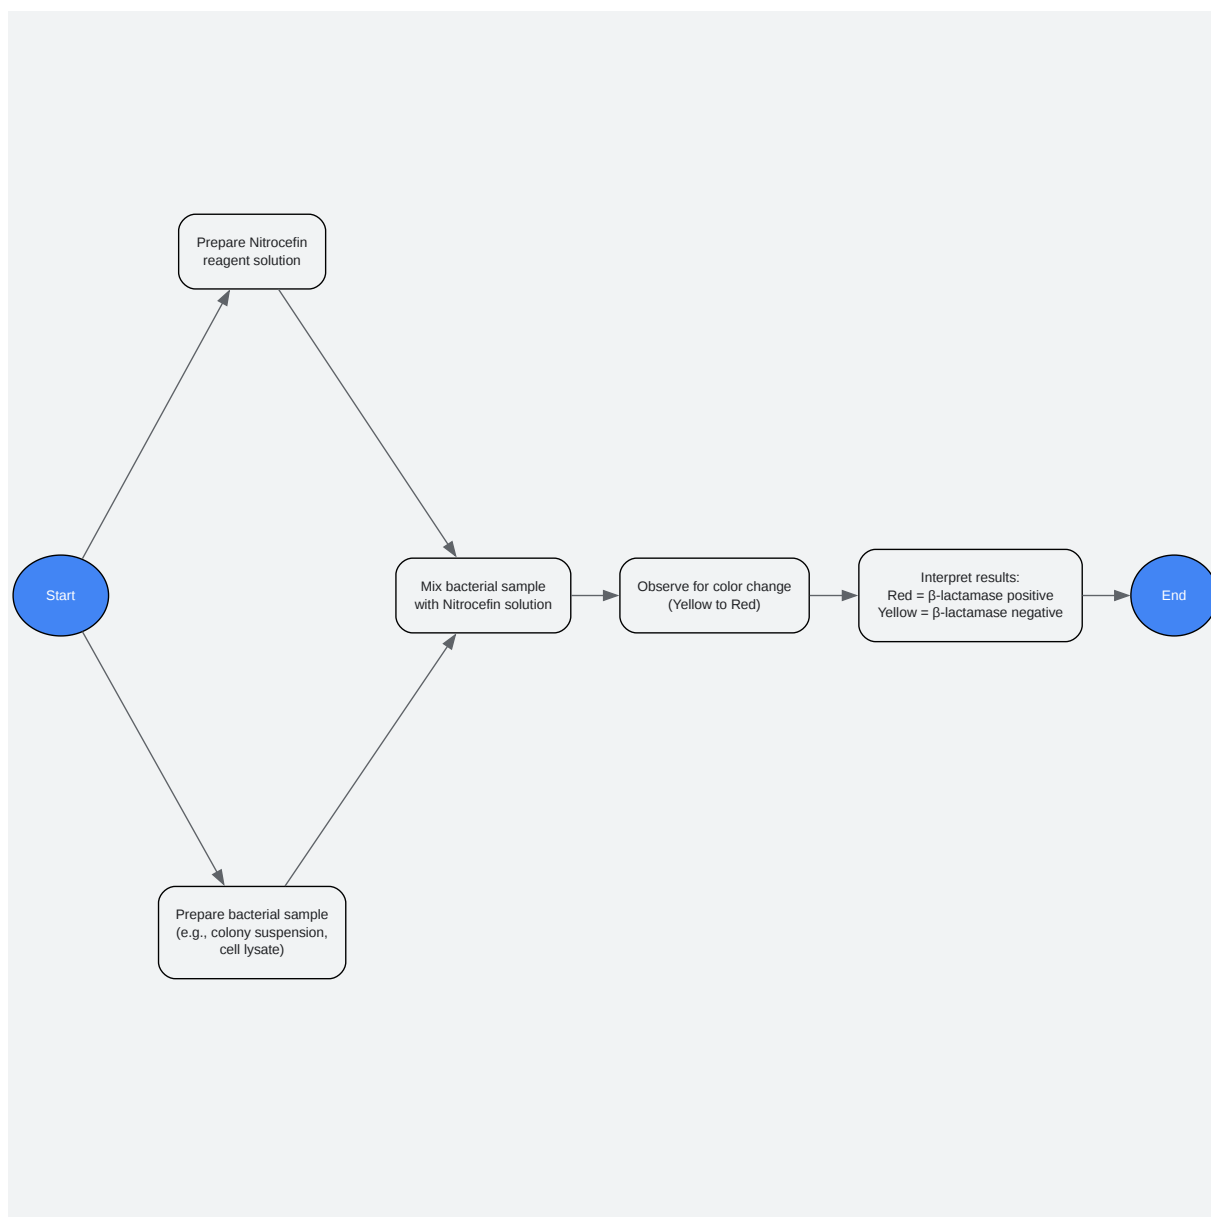 Start
Prepare Nitrocefin
reagent solution
Prepare bacterial sample
(e.g., colony suspension,
cell lysate)
Mix bacterial sample
with Nitrocefin solution
Observe for color change
(Yellow to Red)
Interpret results:
Red = β-lactamase positive
Yellow = β-lactamase negative
End